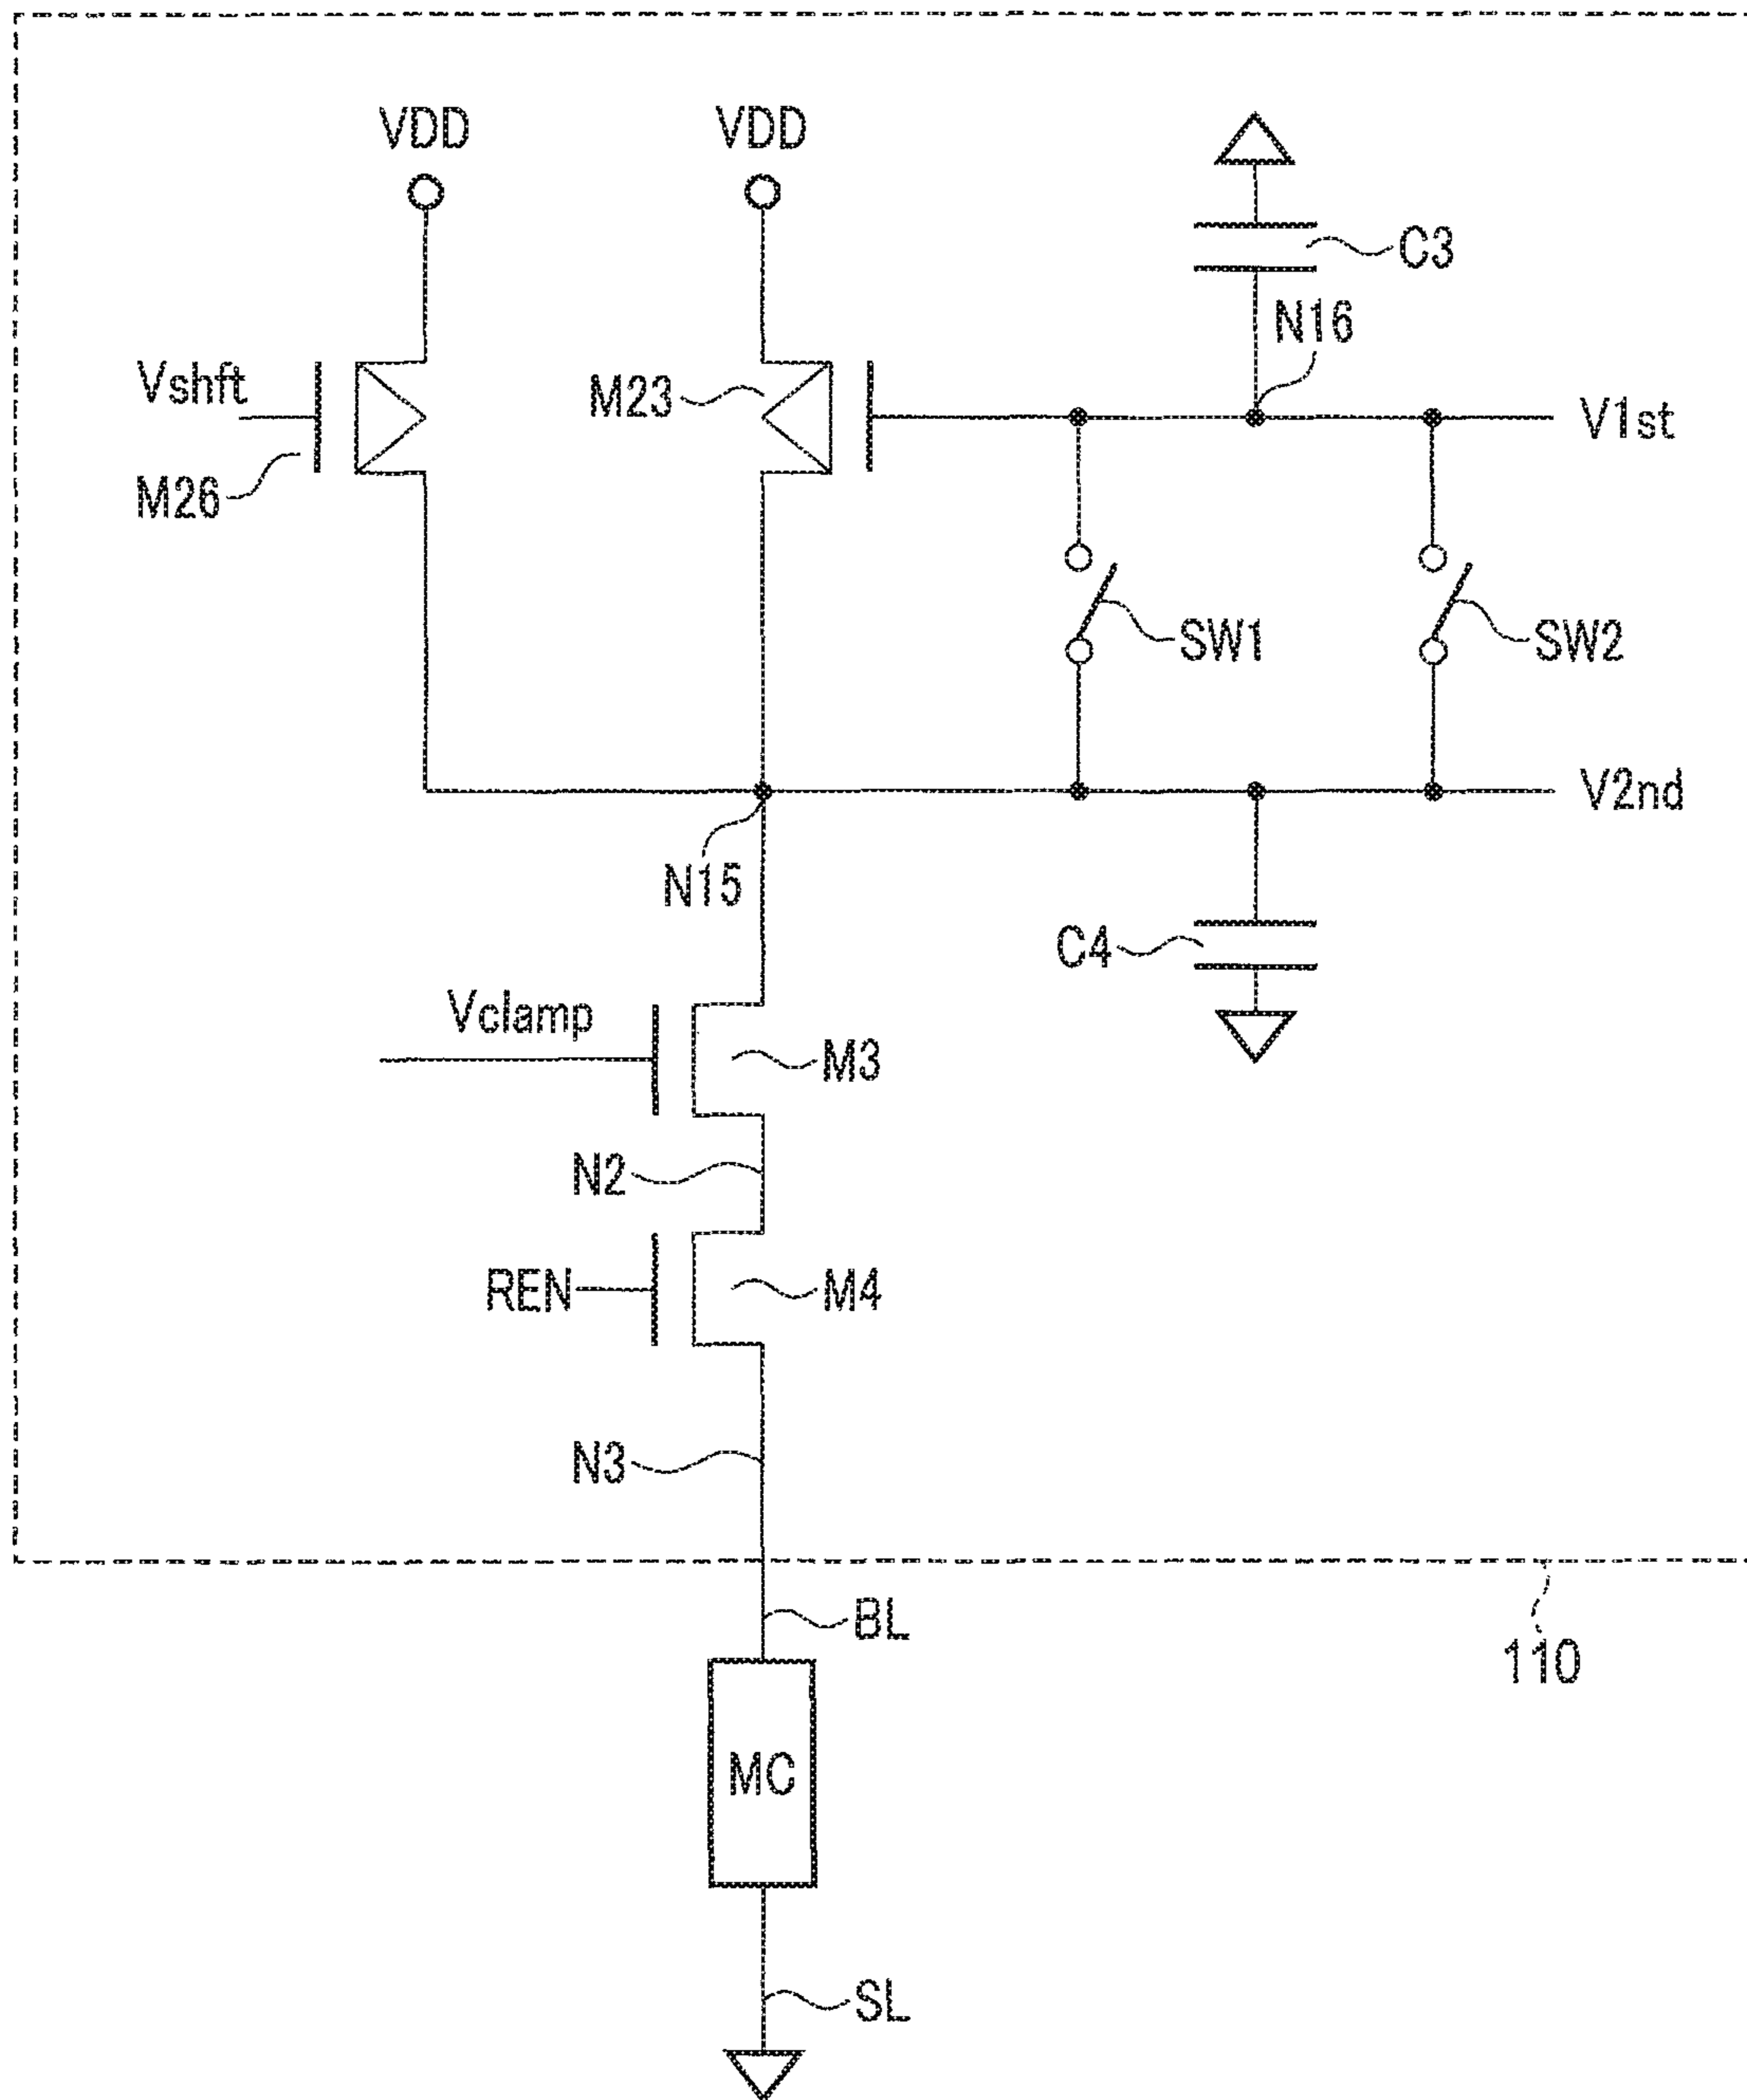 VDD
VDD
C3
N16
Vshft
M23
V1st
M26
SW1
SW2
V2nd
N15
C4
Vclamp
M3
N2
REN
M4
N3
BL
110
MC
SL